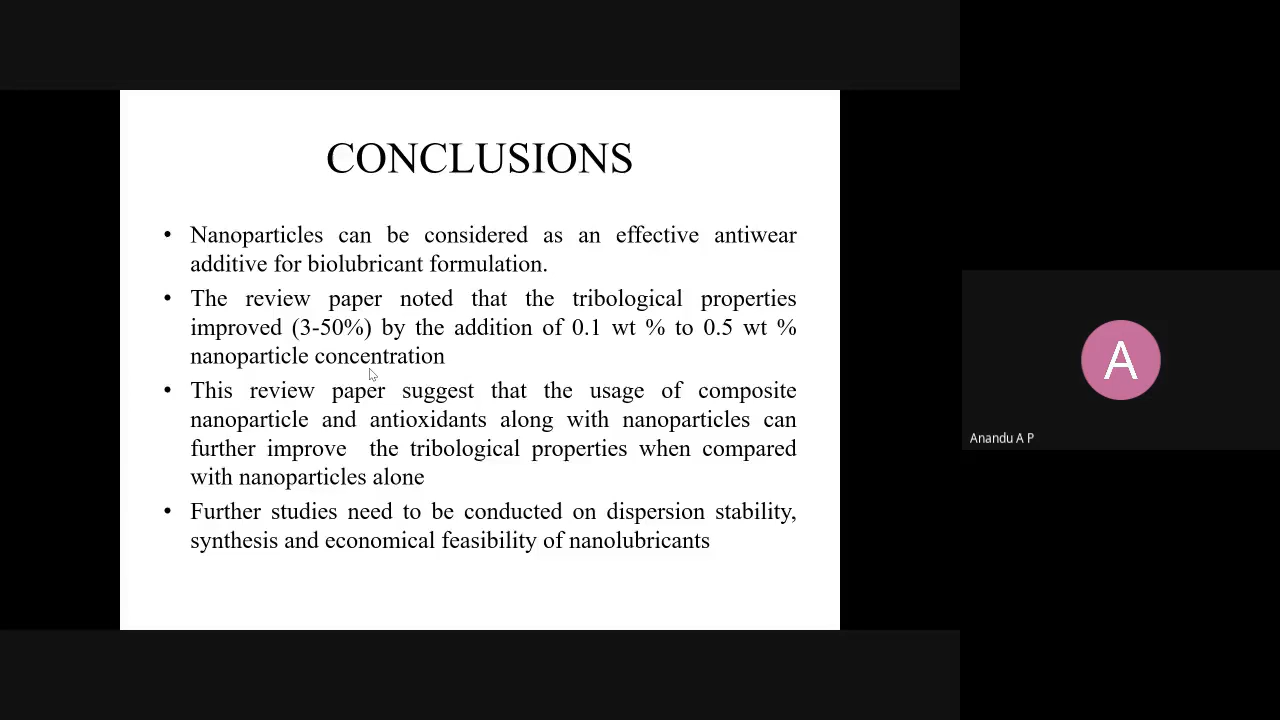 CONCLUSIONS
• Nanoparticles can be considered as an effective antiwear
additive for biolubricant formulation.
• The review paper noted that the tribological properties
improved (3-50%) by the addition of 0.1 wt % to 0.5 wt %
nanoparticle concentration
• This review paper suggest that the usage of composite
nanoparticle and antioxidants along with nanoparticles can
further improve the tribological properties when compared
with nanoparticles alone
• Further studies need to be conducted on dispersion stability,
synthesis and economical feasibility of nanolubricants
A
Anandu A P